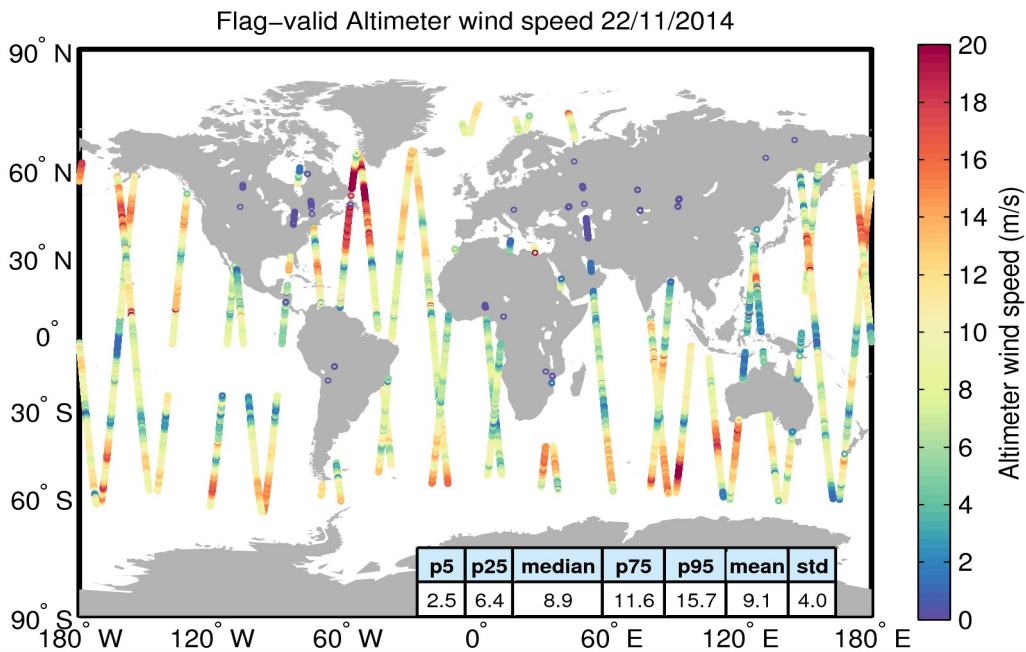 Flag−valid Altimeter wind speed 22/11/2014
90° N
60° N
30° N
0°
30° S
60° S
90° S
180° W
120° W
60° W
0°
60° E
120° E
180° E
p5 p25 median p75 p95 mean std
2.5 6.4 8.9 11.6 15.7 9.1 4.0
20
18
16
14
12
10
8
6
4
2
0
Altimeter wind speed (m/s)